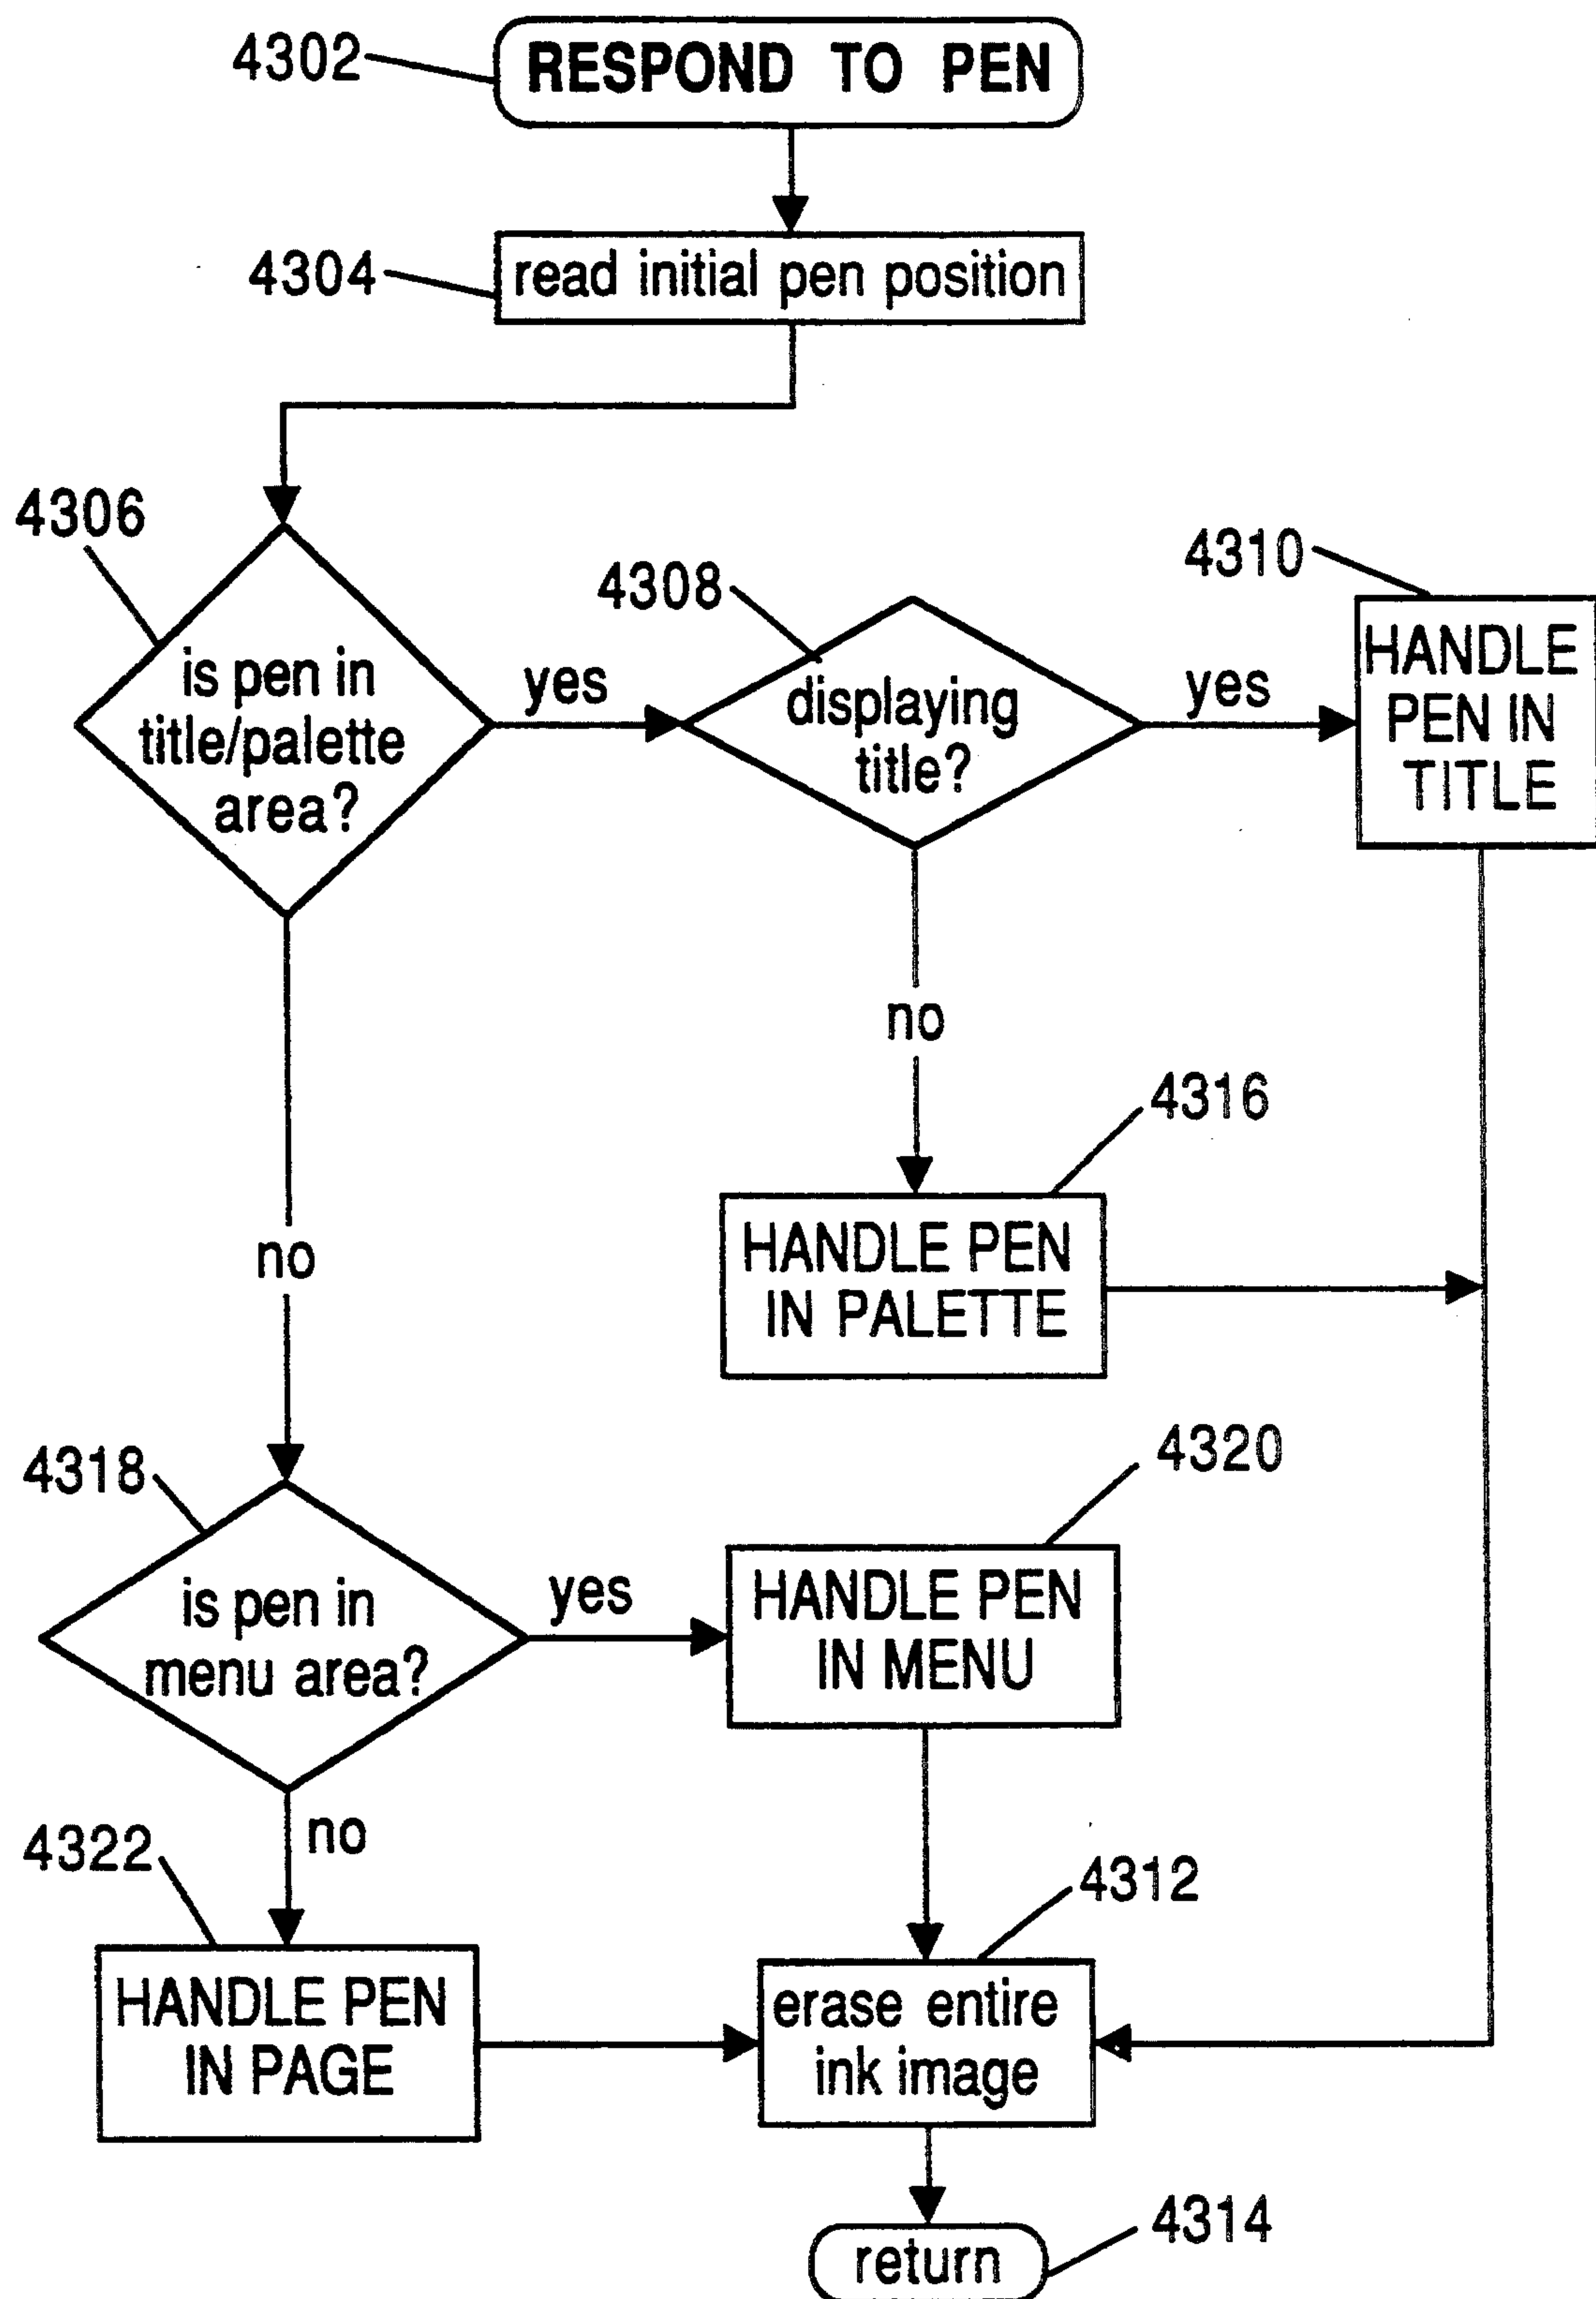 4302
RESPOND TO PEN
4304
read initial pen position
4306
is pen in
title/palette
area?
yes
4308
displaying
title?
yes
4310
HANDLE
PEN IN
TITLE
no
4316
HANDLE PEN
IN PALETTE
no
4318
is pen in
menu area?
yes
4320
HANDLE PEN
IN MENU
no
4322
HANDLE PEN
IN PAGE
4312
erase entire
ink image
4314
return